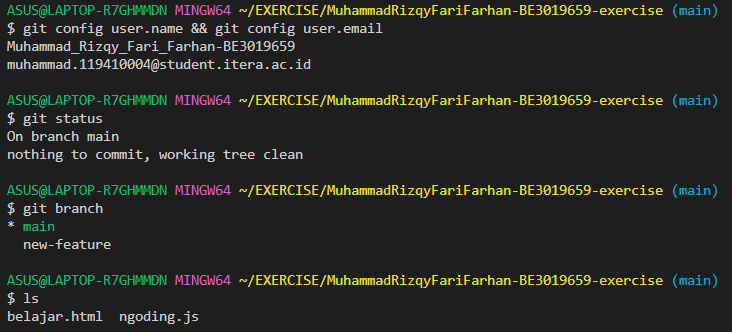 ASUS@LAPTOP-R7GHMMDN MINGW64 ~/EXERCISE/MuhammadRizqyFariFarhan-BE3019659-exercise (main)
$ git config user.name && git config user.email
Muhammad_Rizqy_Fari_Farhan-BE3019659
muhammad.119410004@student.itera.ac.id
ASUS@LAPTOP-R7GHMMDN MINGW64 ~/EXERCISE/MuhammadRizqyFariFarhan-BE3019659-exercise (main)
$ git status
On branch main
nothing to commit, working tree clean
ASUS@LAPTOP-R7GHMMDN MINGW64 ~/EXERCISE/MuhammadRizqyFariFarhan-BE3019659-exercise (main)
$ git branch
* main
  new-feature
ASUS@LAPTOP-R7GHMMDN MINGW64 ~/EXERCISE/MuhammadRizqyFariFarhan-BE3019659-exercise (main)
$ ls
belajar.html  ngoding.js